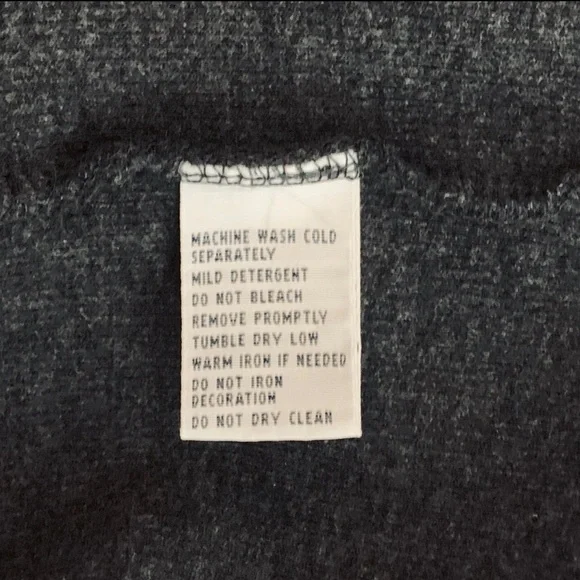 MACHINE WASH COLD
SEPARATELY
MILD DETERGENT
DO NOT BLEACH
REMOVE PROMPTLY
TUMBLE DRY LOW
WARM IRON IF NEEDED
DO NOT IRON
DECORATION
DO NOT DRY CLEAN